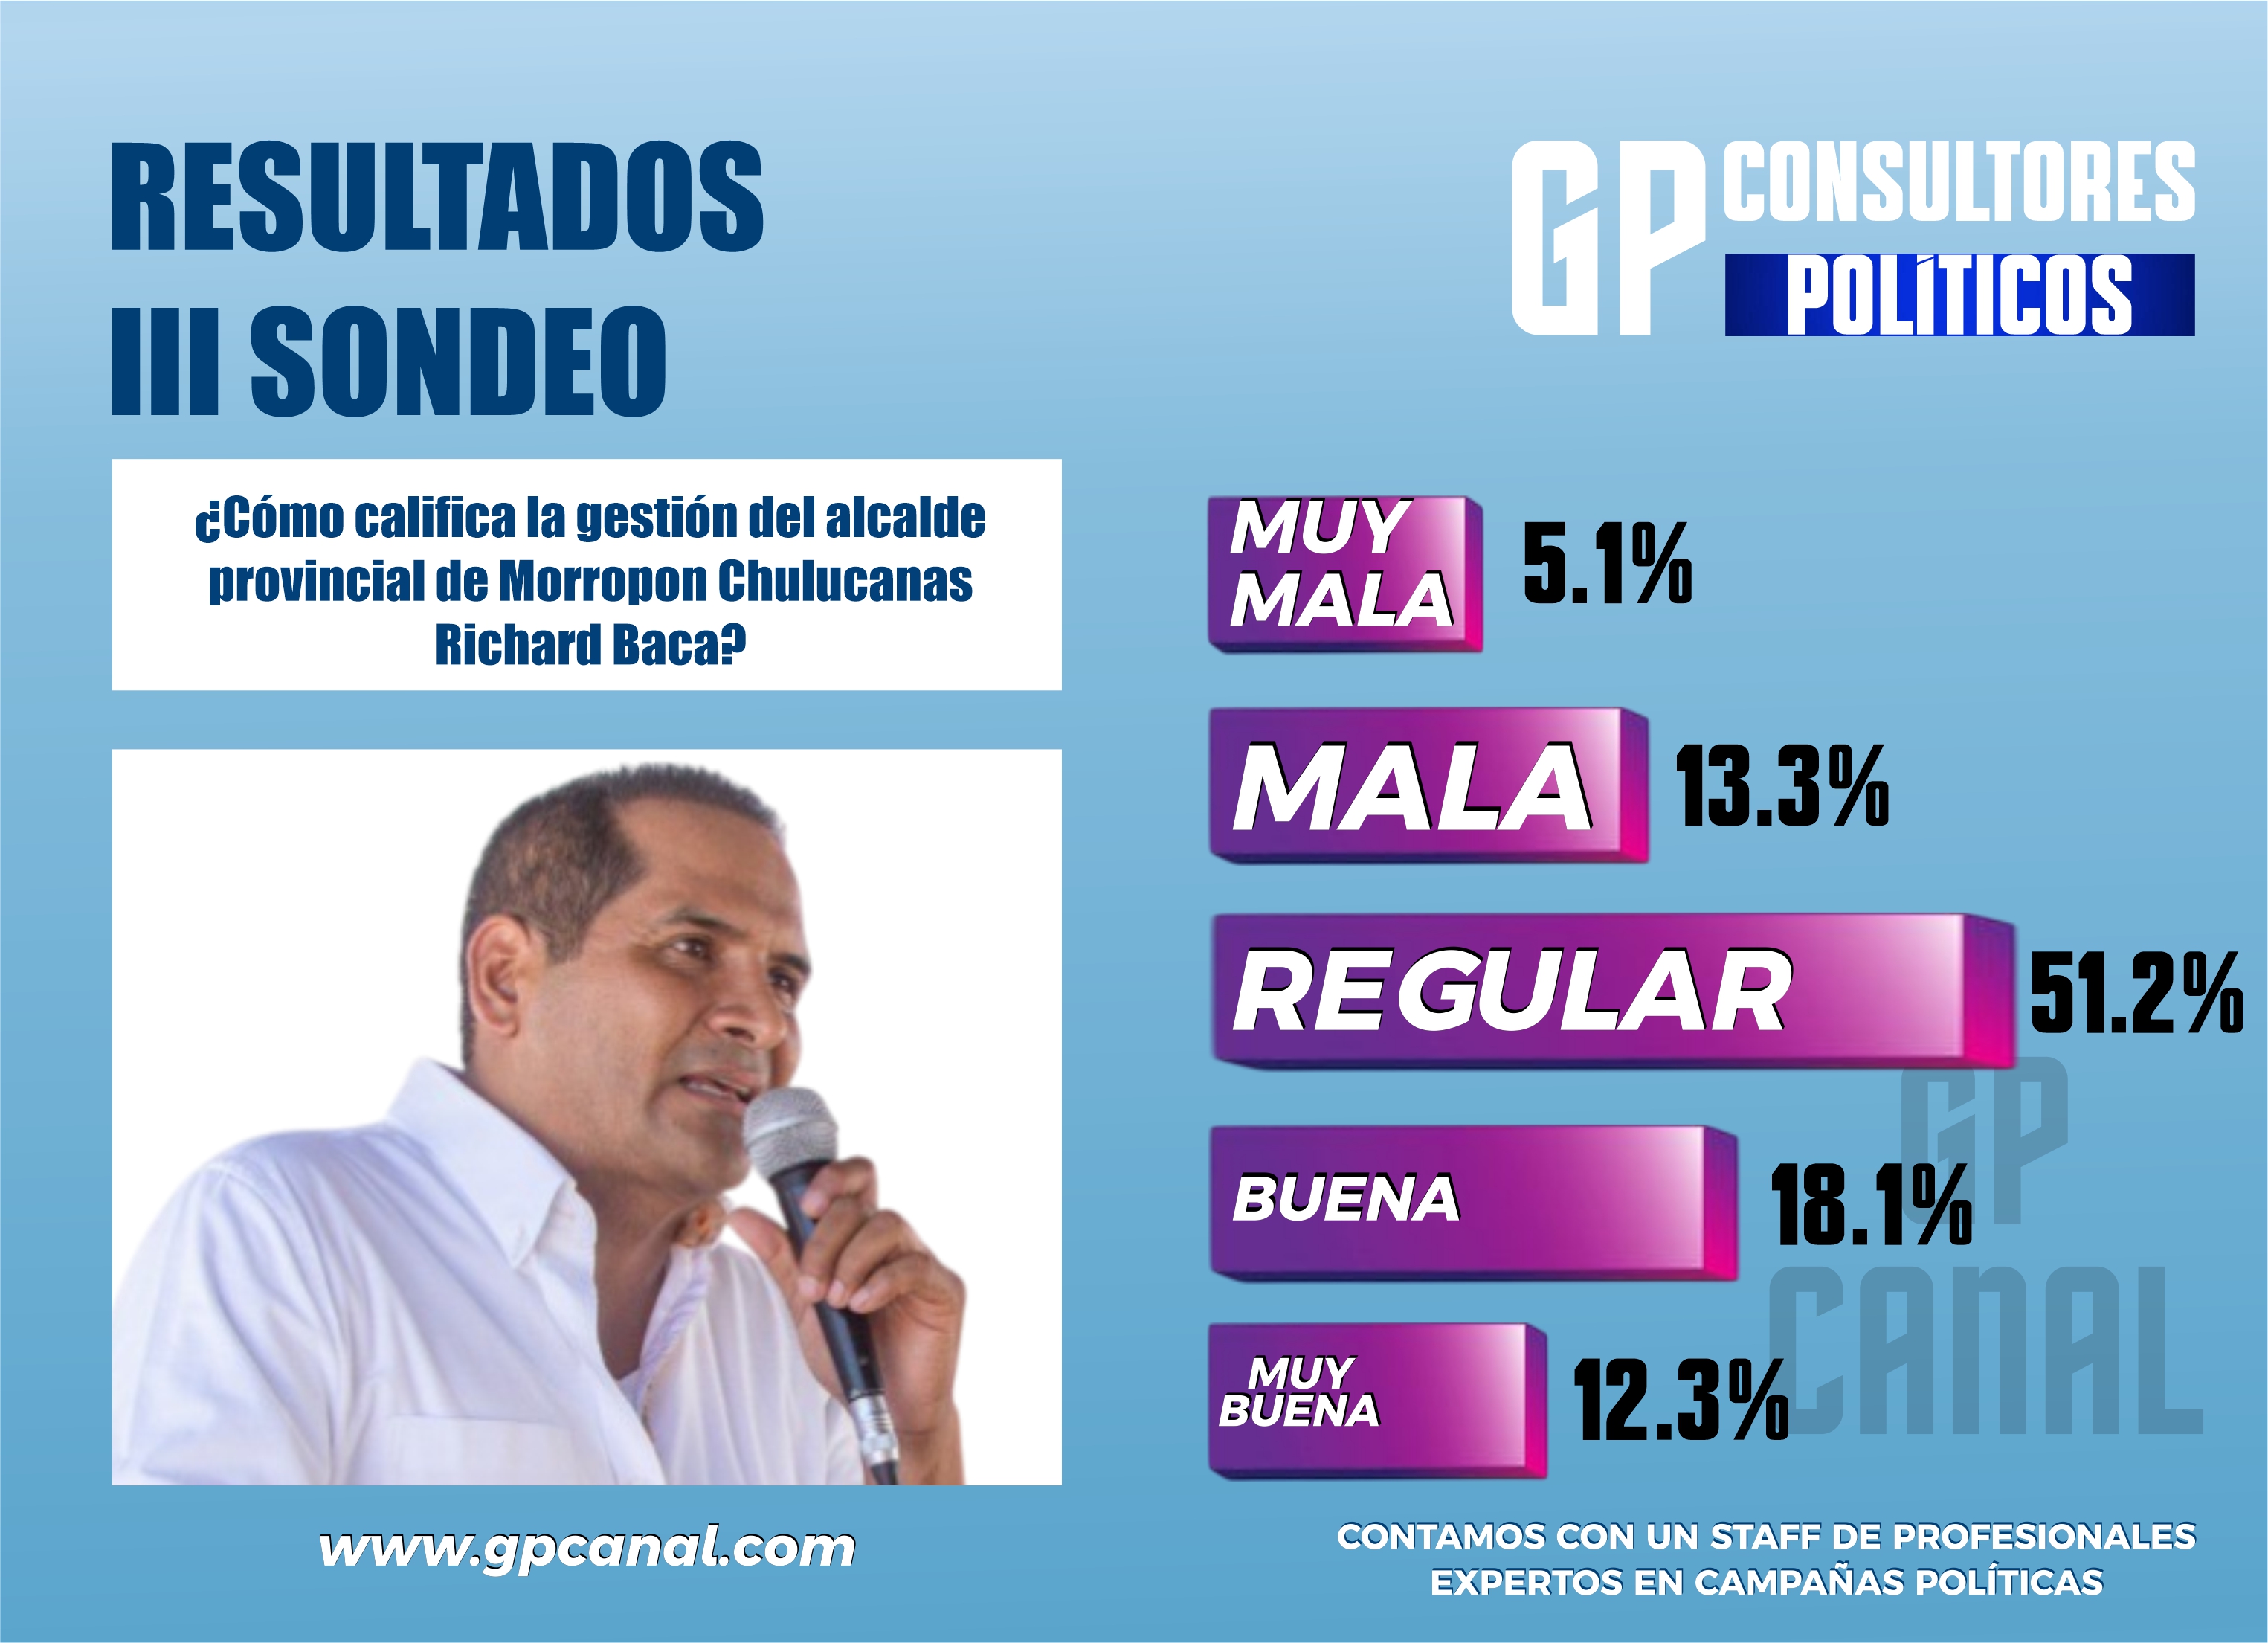 RESULTADOS
III SONDEO
GP CONSULTORES
POLÍTICOS
¿Cómo califica la gestión del alcalde
provincial de Morropon Chulucanas
Richard Baca?
MUY
MALA
5.1%
MALA
13.3%
REGULAR
51.2%
BUENA
18.1%
MUY
BUENA
12.3%
GP
CANAL
www.gpcanal.com
CONTAMOS CON UN STAFF DE PROFESIONALES
EXPERTOS EN CAMPAÑAS POLÍTICAS